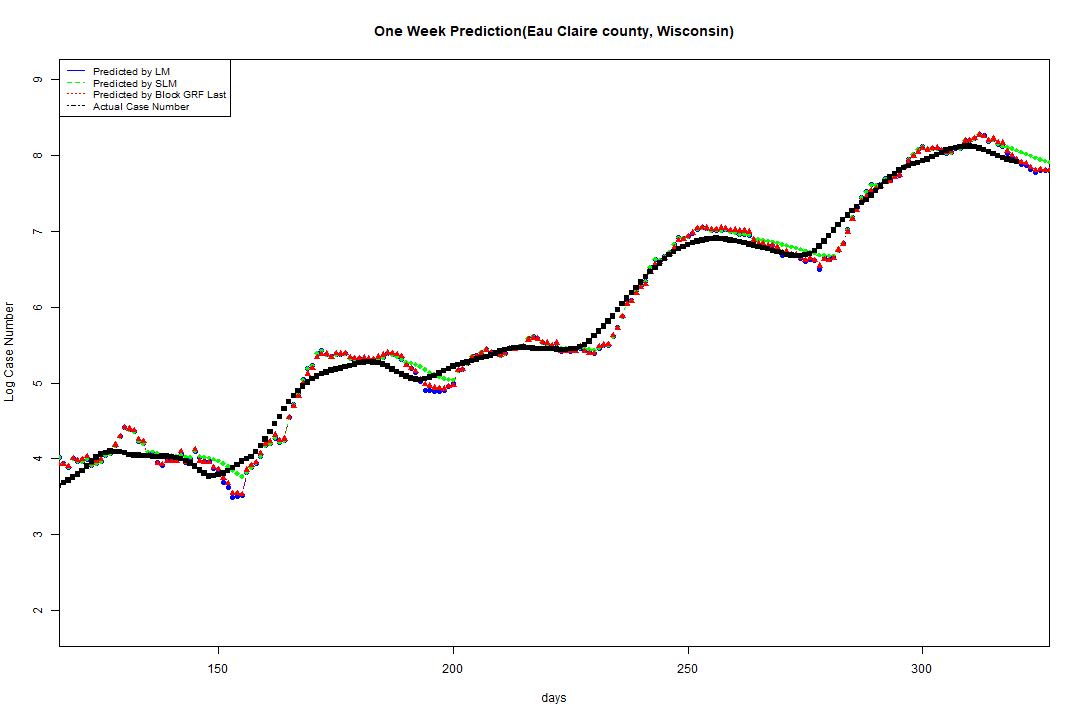 One Week Prediction(Eau Claire county, Wisconsin)
Predicted by LM
Predicted by SLM
Predicted by Block GRF Last
Actual Case Number
9
8
7
6
5
4
3
2
Log Case Number
150 200 250 300
days